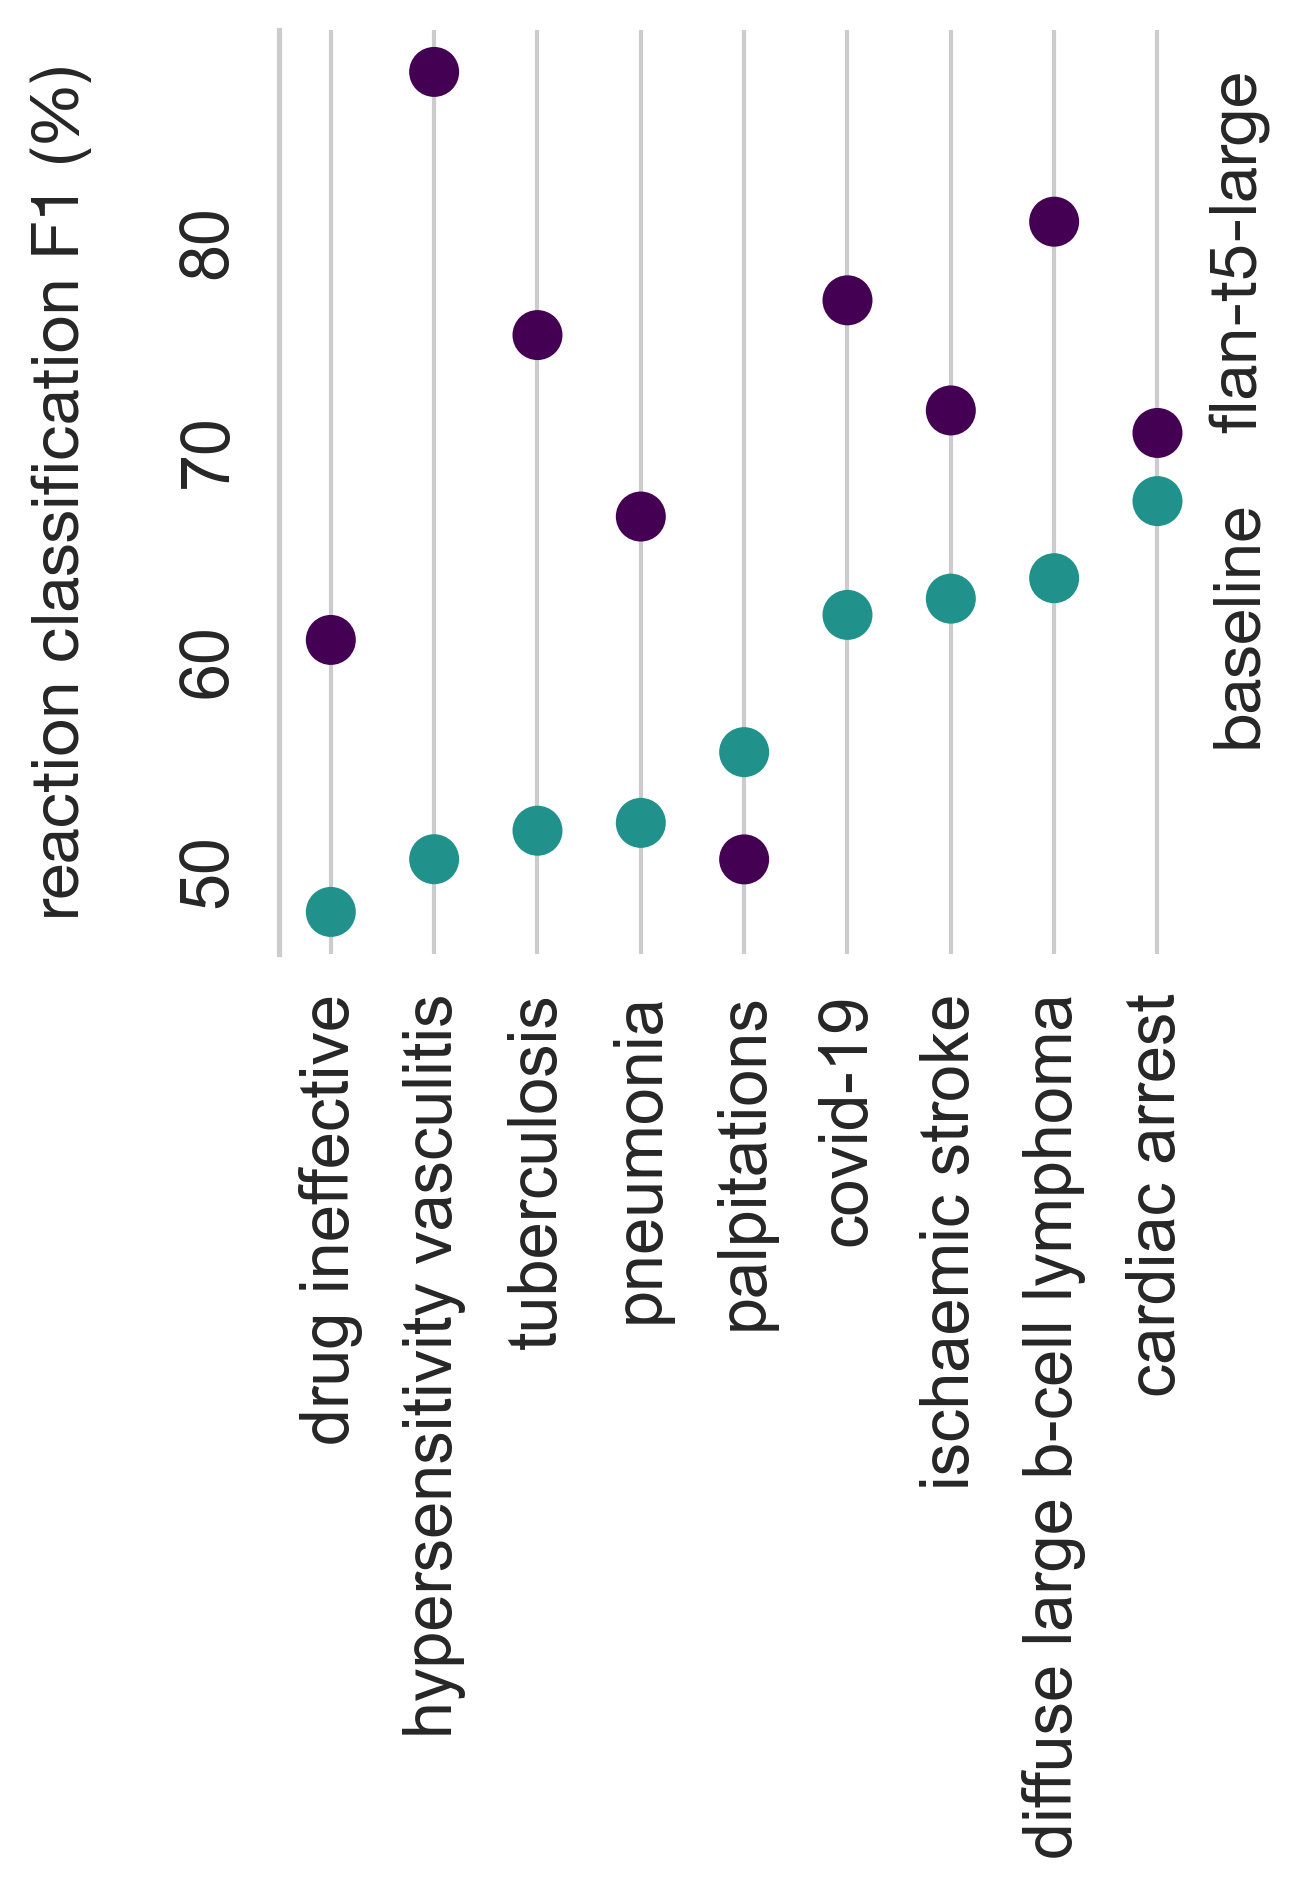 reaction classification F1 (%)
50
60
70
80
drug ineffective
hypersensitivity vasculitis
tuberculosis
pneumonia
palpitations
covid-19
ischaemic stroke
diffuse large b-cell lymphoma
cardiac arrest
baseline
flan-t5-large